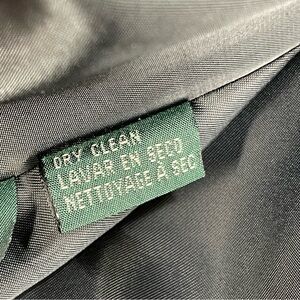 DRY CLEAN
LAVAR EN SECO
NETTOYAGE À SEC